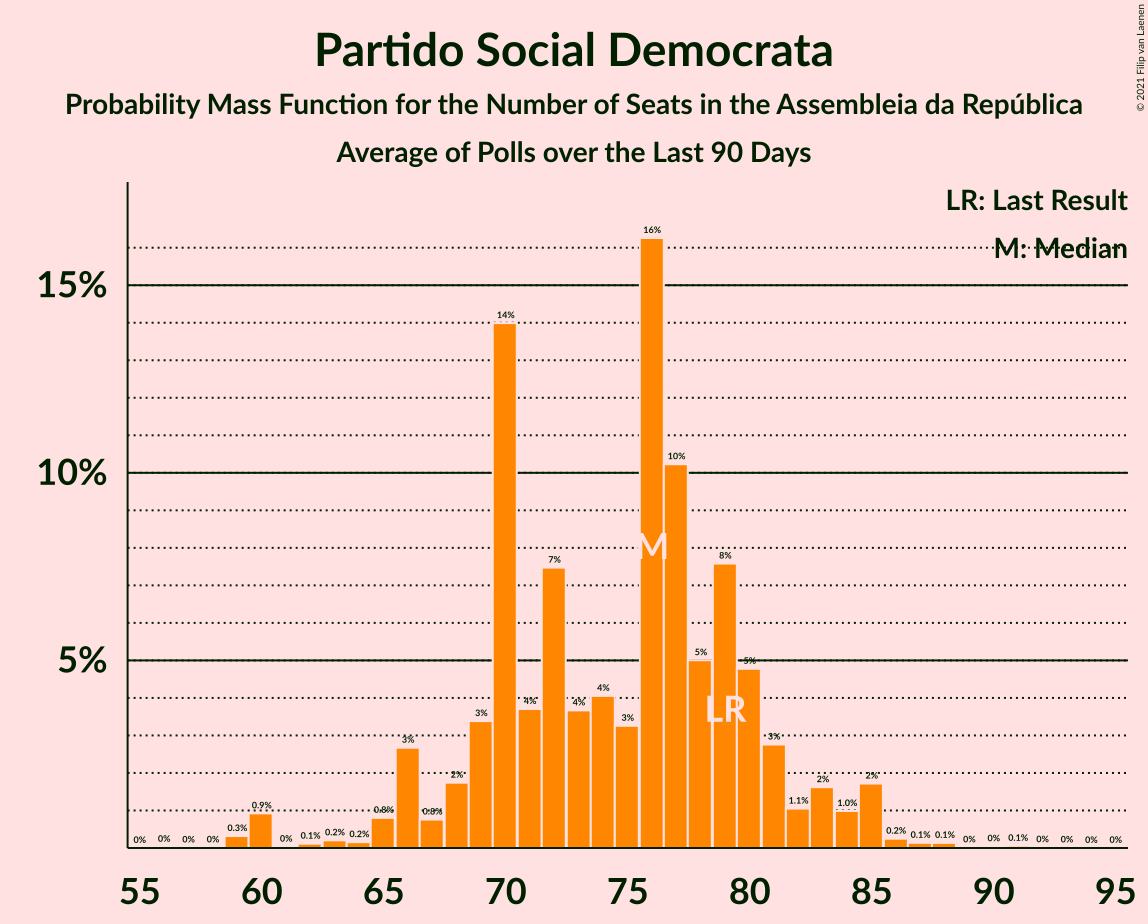 Partido Social Democrata
Probability Mass Function for the Number of Seats in the Assembleia da República
Average of Polls over the Last 90 Days
© 2021 Filip van Laenen
LR: Last Result
M: Median
15%
10%
5%
0% 0% 0% 0% 0.3% 0.9% 0% 0.1% 0.2% 0.2% 0.8% 3% 0.8% 2% 3% 14% 4% 7% 4% 4% 3% 16% 10% 5% 8% 5% 3% 1.1% 2% 1.0% 2% 0.2% 0.1% 0.1% 0% 0% 0.1% 0% 0% 0% 0%
M
LR
55 60 65 70 75 80 85 90 95